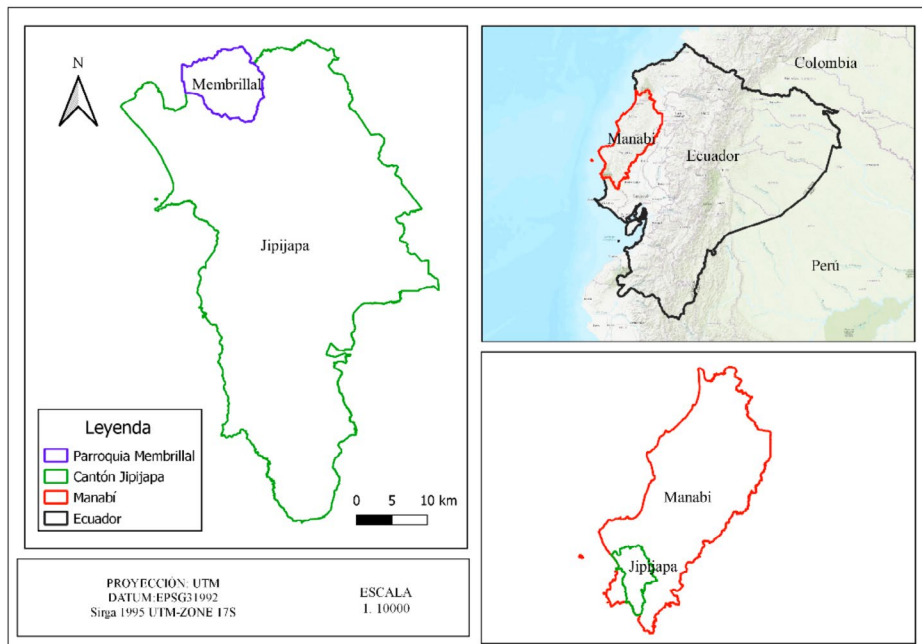 N
Membrillal
Jipijapa
Leyenda
Parroquia Membrillal
Cantón Jipijapa
Manabí
Ecuador
0 5 10 km
PROYECCIÓN: UTM
DATUM:EPSG31992
Sirga 1995 UTM-ZONE 17S
ESCALA
1. 10000
Colombia
Manabí
Ecuador
Perú
Manabi
Jipijapa